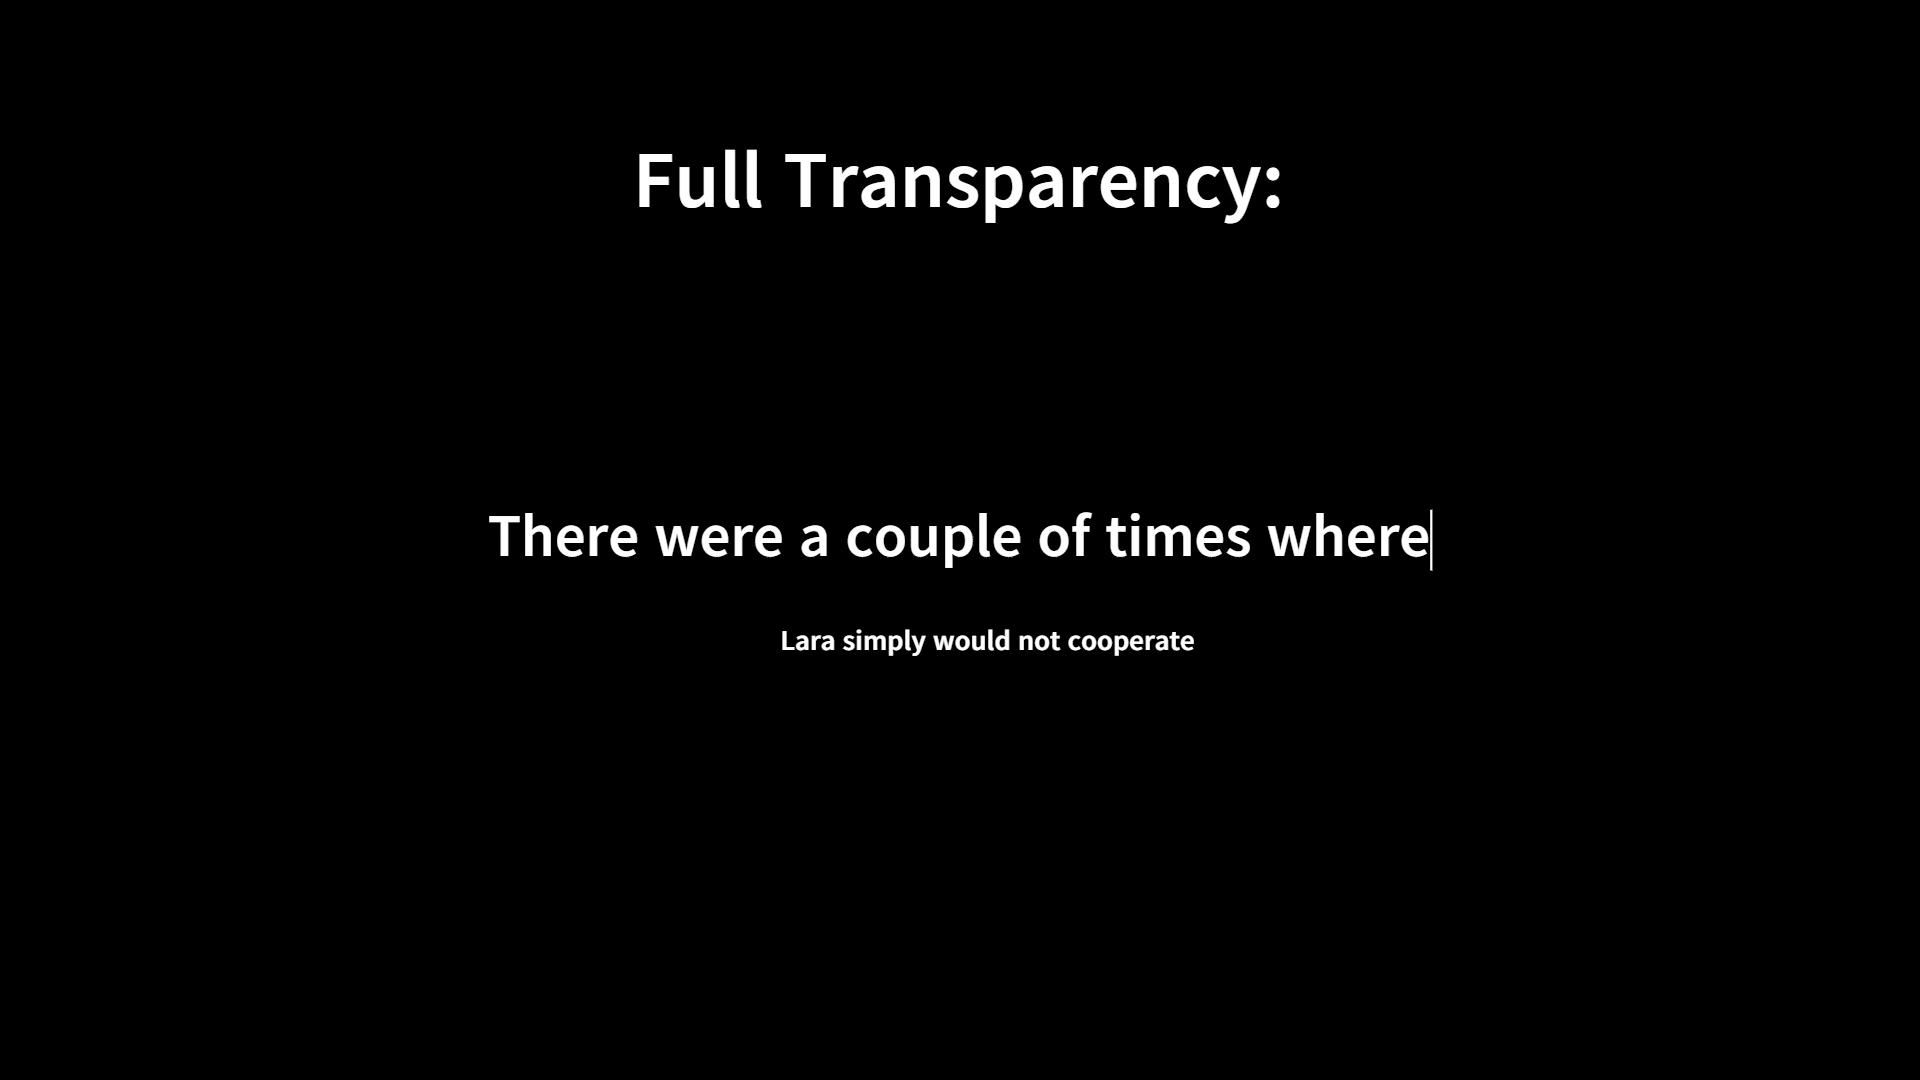 Full Transparency:
There were a couple of times where
Lara simply would not cooperate